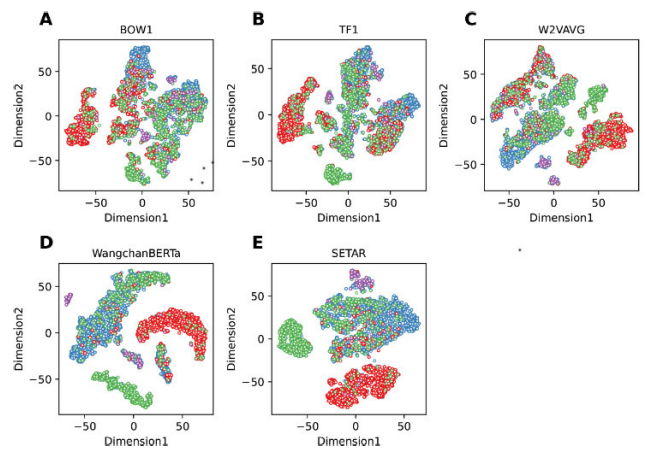 A
BOW1
Dimension2
50
0
−50
−50
0
50
Dimension1
B
TF1
Dimension2
50
0
−50
−50
0
50
Dimension1
C
W2VAVG
Dimension2
50
0
−50
−50
0
50
Dimension1
D
WangchanBERTa
Dimension2
50
0
−50
−50
0
50
Dimension1
E
SETAR
Dimension2
50
0
−50
−50
0
50
Dimension1